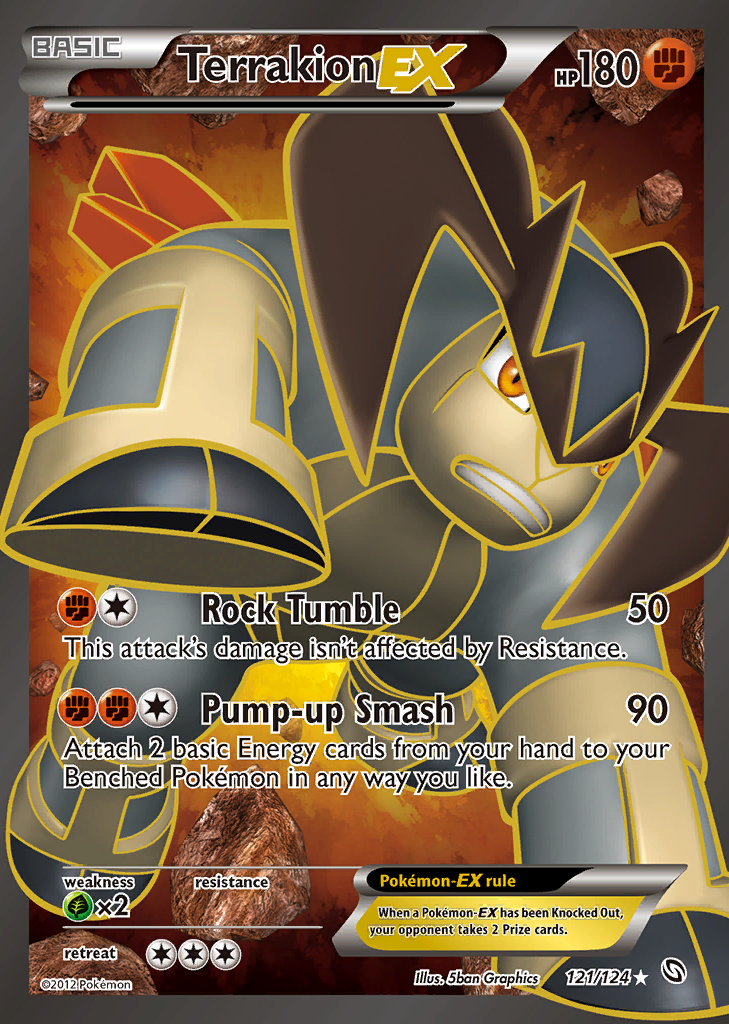 BASIC
Terrakion EX
HP 180
Rock Tumble 50
This attack's damage isn't affected by Resistance.
Pump-up Smash 90
Attach 2 basic Energy cards from your hand to your
Benched Pokémon in any way you like.
weakness resistance
×2
Pokémon-EX rule
When a Pokémon-EX has been Knocked Out,
your opponent takes 2 Prize cards.
retreat
©2012 Pokémon
Illus. 5ban Graphics 121/124 ★